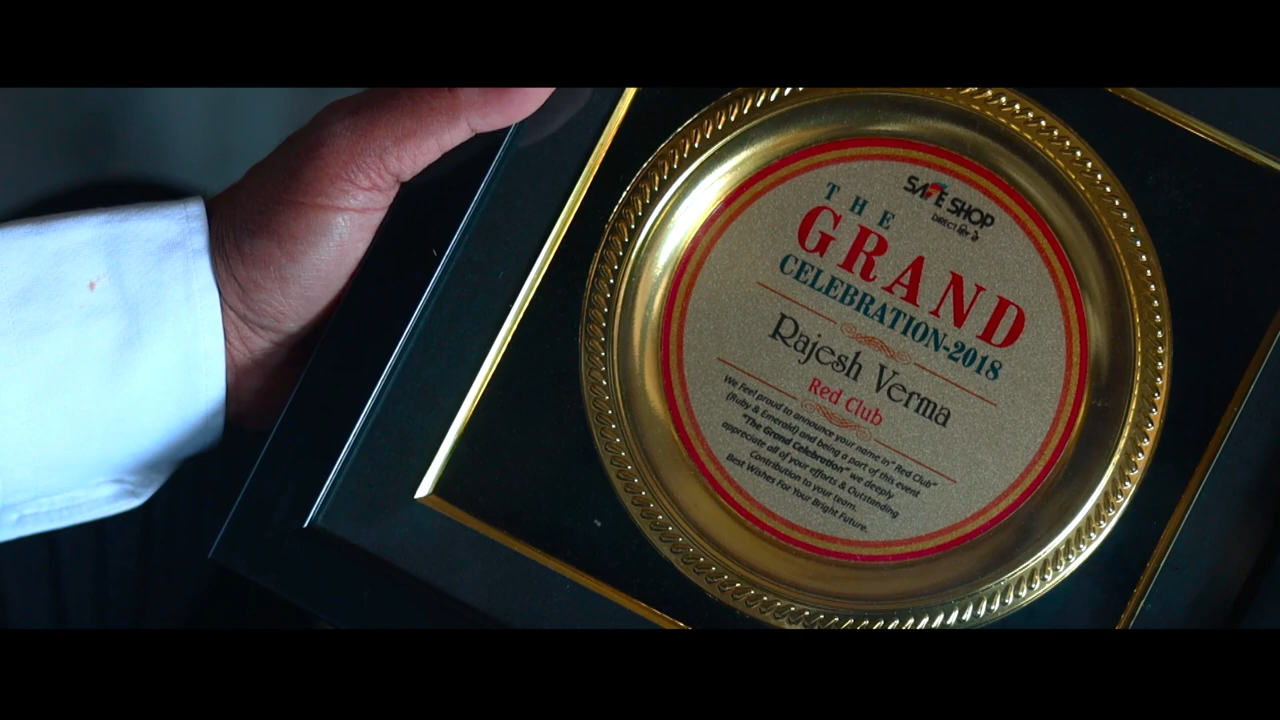 SAFE SHOP
DIRECT दिल से
THE
GRAND
CELEBRATION-2018
Rajesh Verma
Red Club
We Feel proud to announce your name in" Red Club"
(Ruby & Emerald) and being a part of this event
"The Grand Celebration" we deeply
appreciate all of your efforts & Outstanding
Contribution to your team.
Best Wishes For Your Bright Future.